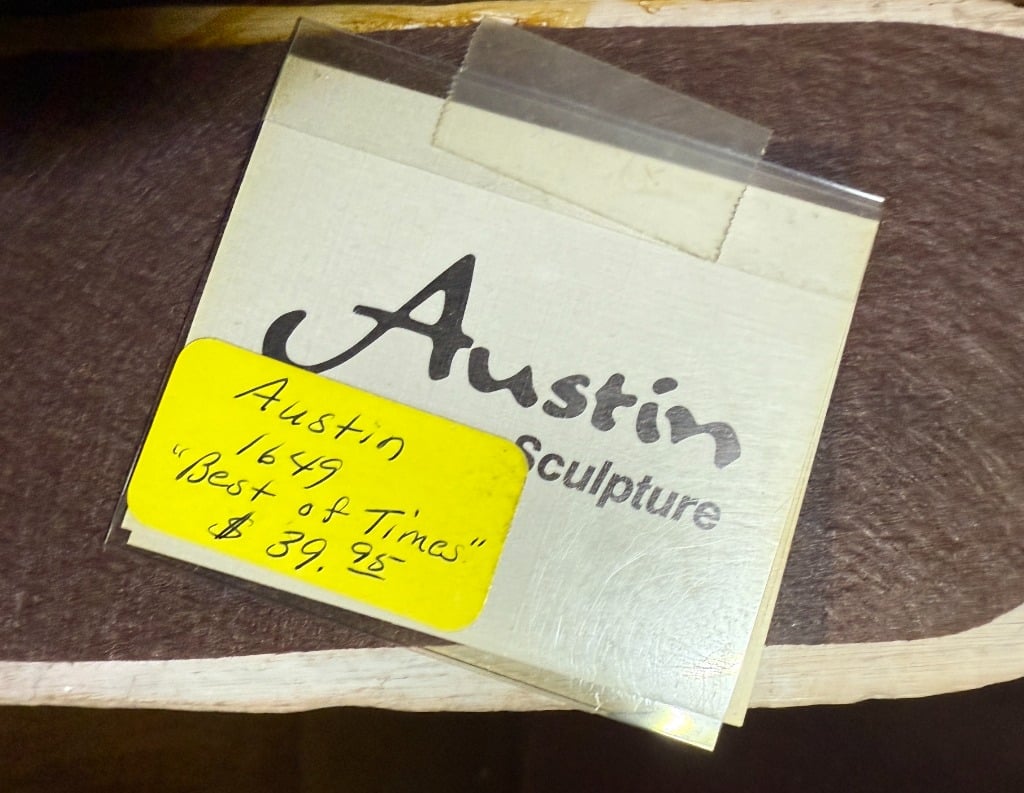 Austin
Sculpture
Austin
1649
"Best of Times"
$ 39.95